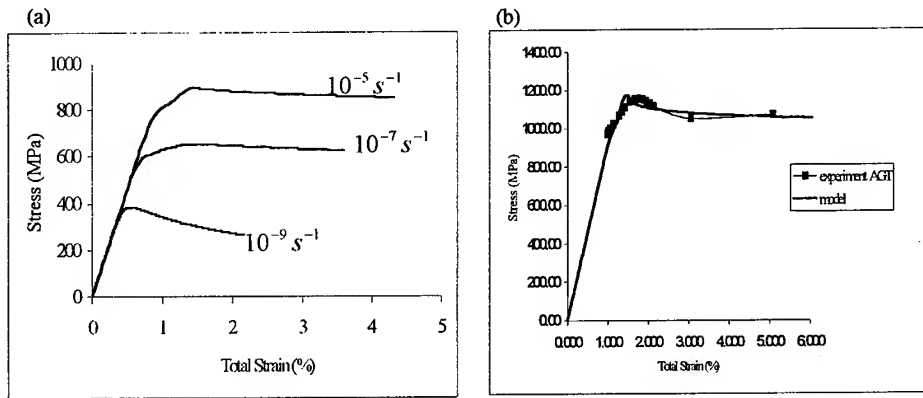 (a)
Stress (MPa)
1000
800
600
400
200
0
10⁻⁵ s⁻¹
10⁻⁷ s⁻¹
10⁻⁹ s⁻¹
0 1 2 3 4 5
Total Strain (%)
(b)
Stress (MPa)
1400.00
1200.00
1000.00
800.00
600.00
400.00
200.00
0.00
0.000 1.000 2.000 3.000 4.000 5.000 6.000
Total Strain (%)
experiment AGT
model